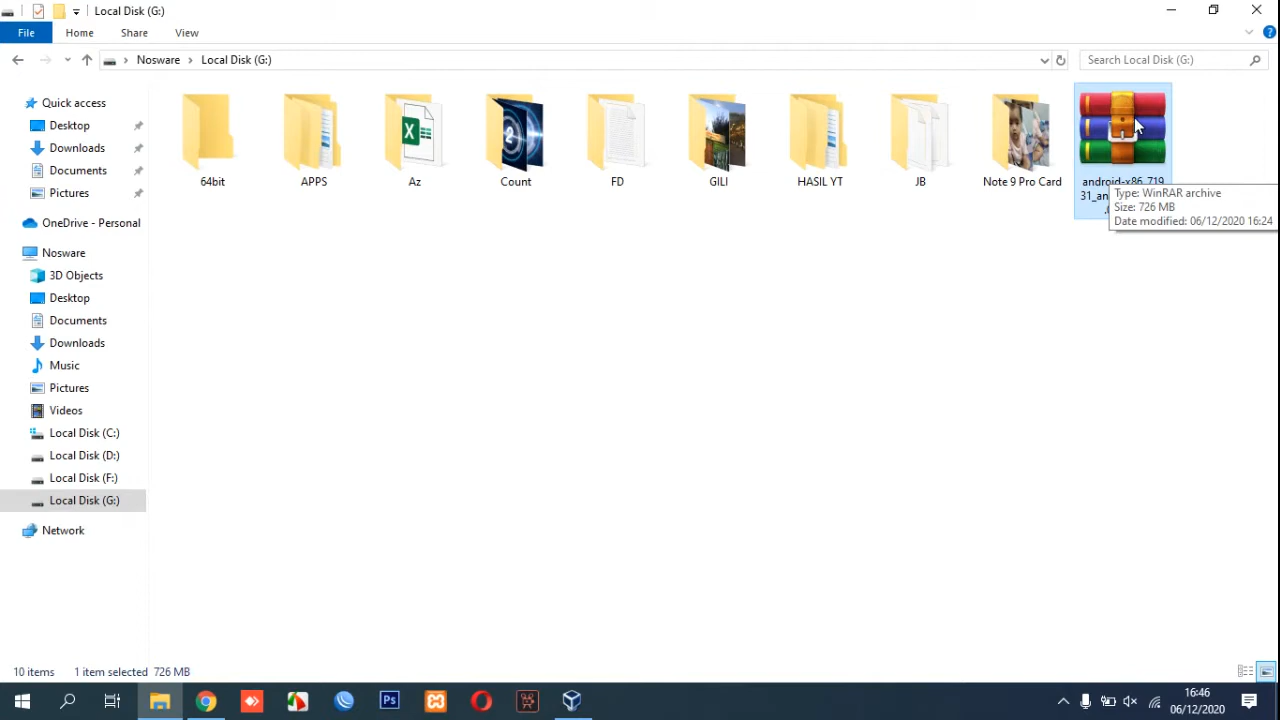 Local Disk (G:)
File
Home
Share
View
Nosware
Local Disk (G:)
Search Local Disk (G:)
Quick access
Desktop
Downloads
Documents
Pictures
OneDrive - Personal
Nosware
3D Objects
Desktop
Documents
Downloads
Music
Pictures
Videos
Local Disk (C:)
Local Disk (D:)
Local Disk (F:)
Local Disk (G:)
Network
64bit
APPS
Az
Count
FD
GILI
HASIL YT
JB
Note 9 Pro Card
android-x86_719
31_an
Type: WinRAR archive
Size: 726 MB
Date modified: 06/12/2020 16:24
10 items
1 item selected 726 MB
Ps
16:46
06/12/2020